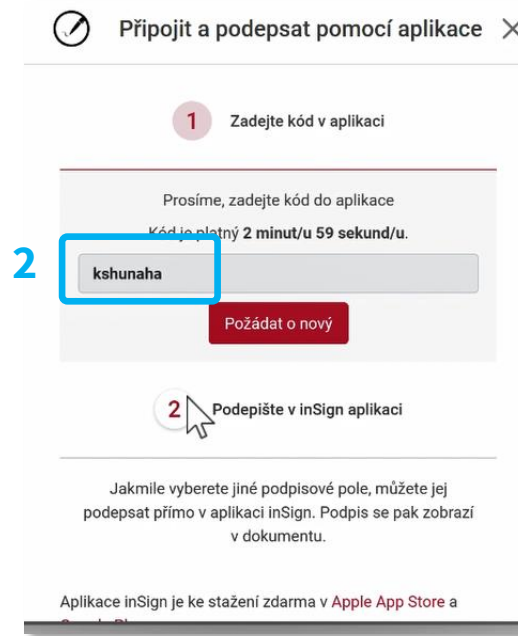 Připojit a podepsat pomocí aplikace
1 Zadejte kód v aplikaci
Prosíme, zadejte kód do aplikace
Kód je platný 2 minut/u 59 sekund/u.
2
kshunaha
Požádat o nový
2 Podepište v inSign aplikaci
Jakmile vyberete jiné podpisové pole, můžete jej
podepsat přímo v aplikaci inSign. Podpis se pak zobrazí
v dokumentu.
Aplikace inSign je ke stažení zdarma v Apple App Store a